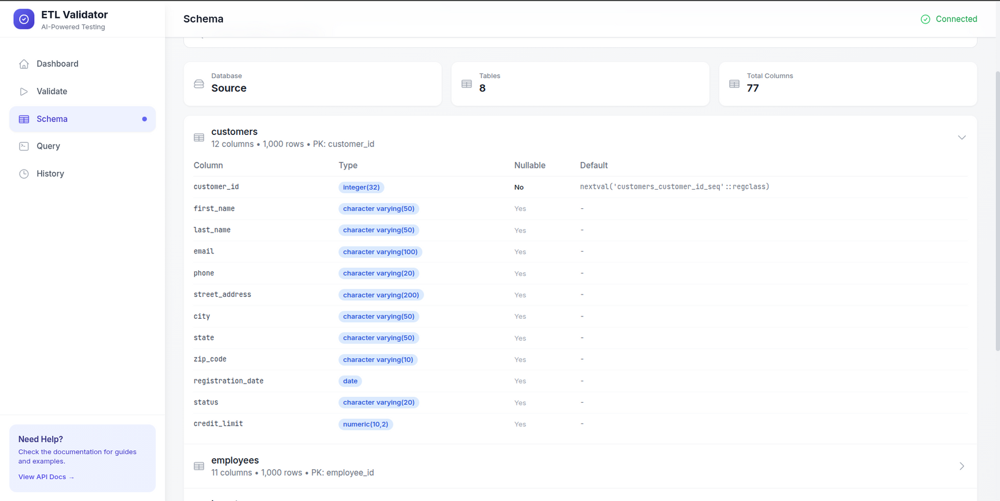 ETL Validator
AI-Powered Testing
Dashboard
Validate
Schema
Query
History
Need Help?
Check the documentation for guides
and examples.
View API Docs →
Schema
Connected
Database
Source
Tables
8
Total Columns
77
customers
12 columns • 1,000 rows • PK: customer_id
Column Type Nullable Default
customer_id integer(32) No nextval('customers_customer_id_seq'::regclass)
first_name character varying(50) Yes -
last_name character varying(50) Yes -
email character varying(100) Yes -
phone character varying(20) Yes -
street_address character varying(200) Yes -
city character varying(50) Yes -
state character varying(50) Yes -
zip_code character varying(10) Yes -
registration_date date Yes -
status character varying(20) Yes -
credit_limit numeric(10,2) Yes -
employees
11 columns • 1,000 rows • PK: employee_id